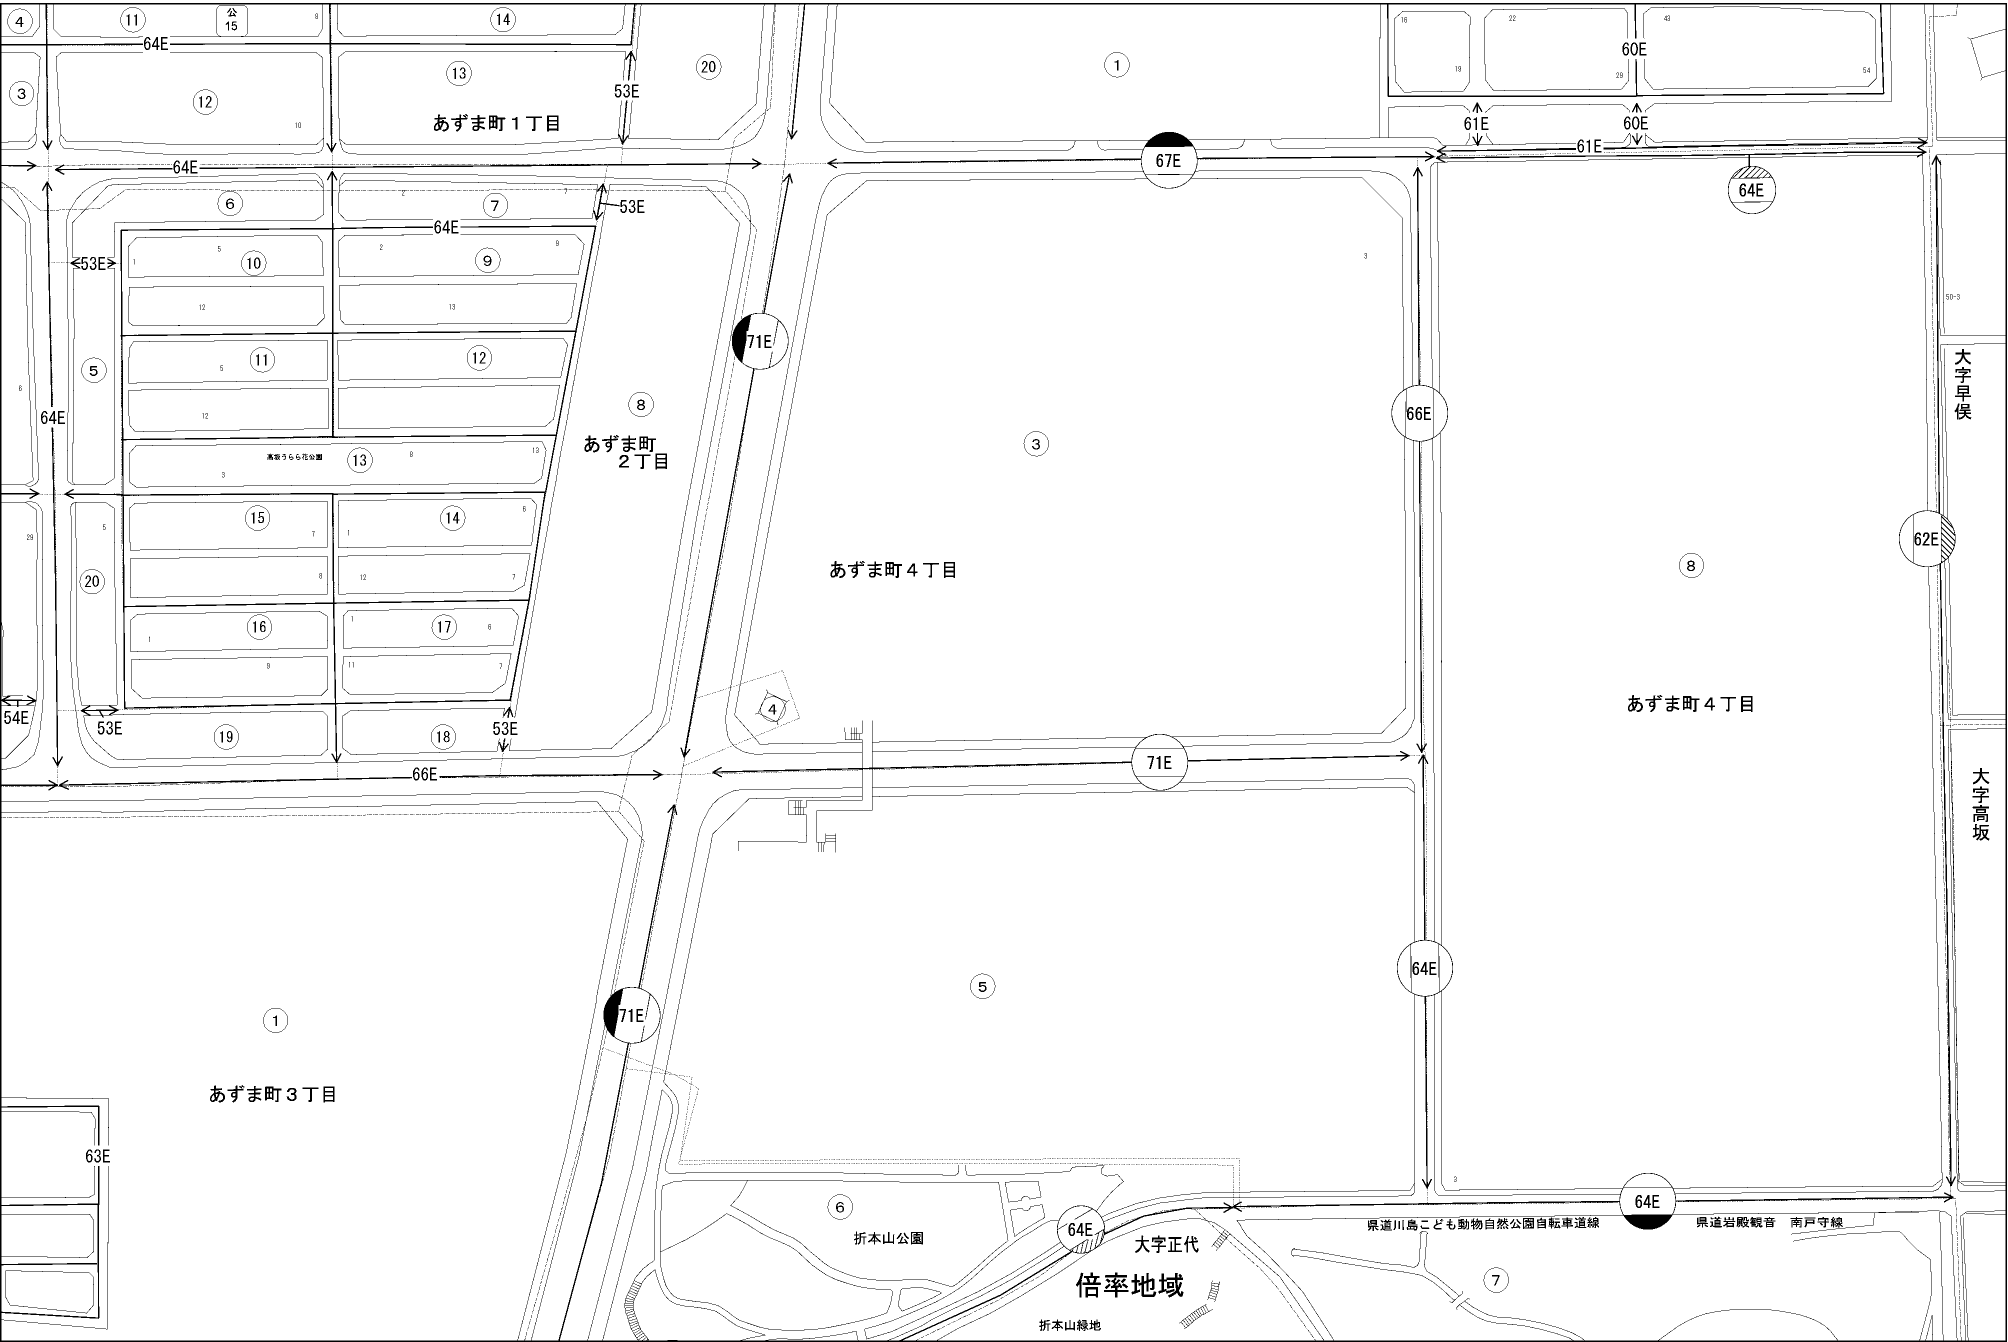 ④ ⑪ 公 15 8 ⑭
64E
③ ⑫ 10 ⑬ 53E ⑳ ①
あずま町1丁目
16 22 43
19 29 54
60E
61E 60E
64E 67E 61E
64E
⑥ 2 ⑦ 7 53E
64E
53E
1 5 ⑩ 2 ⑨ 9
12 13
3
50-3
71E
大字早俣
⑤ 5 ⑪ ⑫
6 12
64E 66E
⑧
あずま町
2丁目
③
高坂うらら花公園 ⑬ 8 13
3
⑮ 7 1 ⑭ 6
29 5
62E
⑳ 8 12 7
あずま町4丁目
⑧
1 ⑯ 1 ⑰ 6
9 11 7
あずま町4丁目
54E 53E 53E
④
⑲ ⑱
66E 71E
大字高坂
64E
⑤
① 71E
あずま町3丁目
63E
3
⑥ 64E 64E
折本山公園
大字正代
県道川島こども動物自然公園自転車道線
県道岩殿観音 南戸守線
倍率地域
⑦
折本山緑地